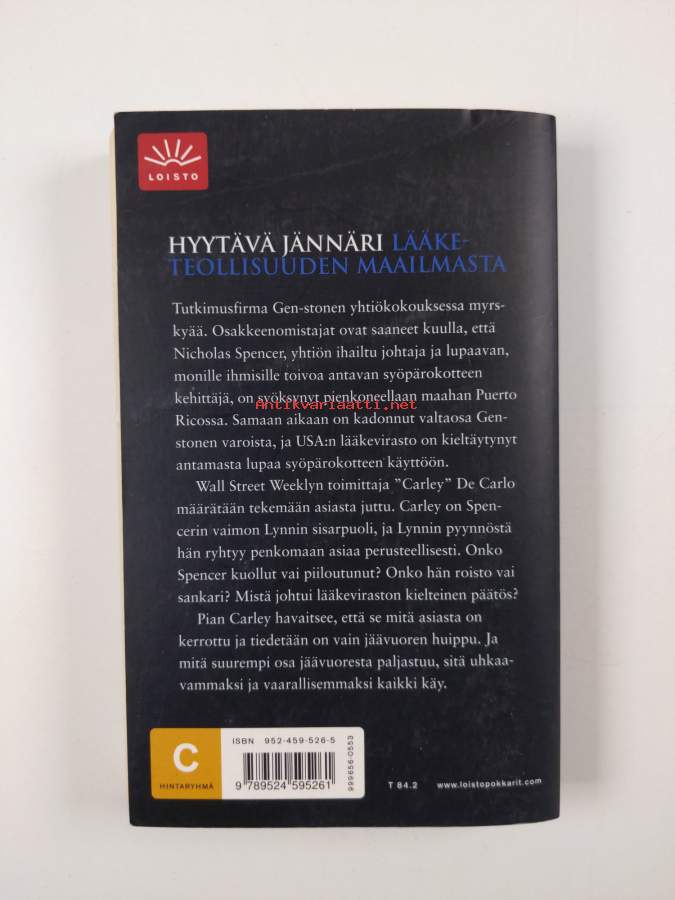 LOISTO
HYYTÄVÄ JÄNNÄRI LÄÄKE-
TEOLLISUUDEN MAAILMASTA
Tutkimusfirma Gen-stonen yhtiökokouksessa myrs-
kyää. Osakkeenomistajat ovat saaneet kuulla, että
Nicholas Spencer, yhtiön ihailtu johtaja ja lupaavan,
monille ihmisille toivoa antavan syöpärokotteen
kehittäjä, on syöksynyt pienkoneellaan maahan Puerto
Antikvariaatti.net
Ricossa. Samaan aikaan on kadonnut valtaosa Gen-
stonen varoista, ja USA:n lääkevirasto on kieltäytynyt
antamasta lupaa syöpärokotteen käyttöön.
Wall Street Weeklyn toimittaja ”Carley” De Carlo
määrätään tekemään asiasta juttu. Carley on Spen-
cerin vaimon Lynnin sisarpuoli, ja Lynnin pyynnöstä
hän ryhtyy penkomaan asiaa perusteellisesti. Onko
Spencer kuollut vai piiloutunut? Onko hän roisto vai
sankari? Mistä johtui lääkeviraston kielteinen päätös?
Pian Carley havaitsee, että se mitä asiasta on
kerrottu ja tiedetään on vain jäävuoren huippu. Ja
mitä suurempi osa jäävuoresta paljastuu, sitä uhkaa-
vammaksi ja vaarallisemmaksi kaikki käy.
C
HINTARYHMÄ
ISBN 952-459-526-5
9 789524 595261
999656-0553
T 84.2
www.loistopokkarit.com